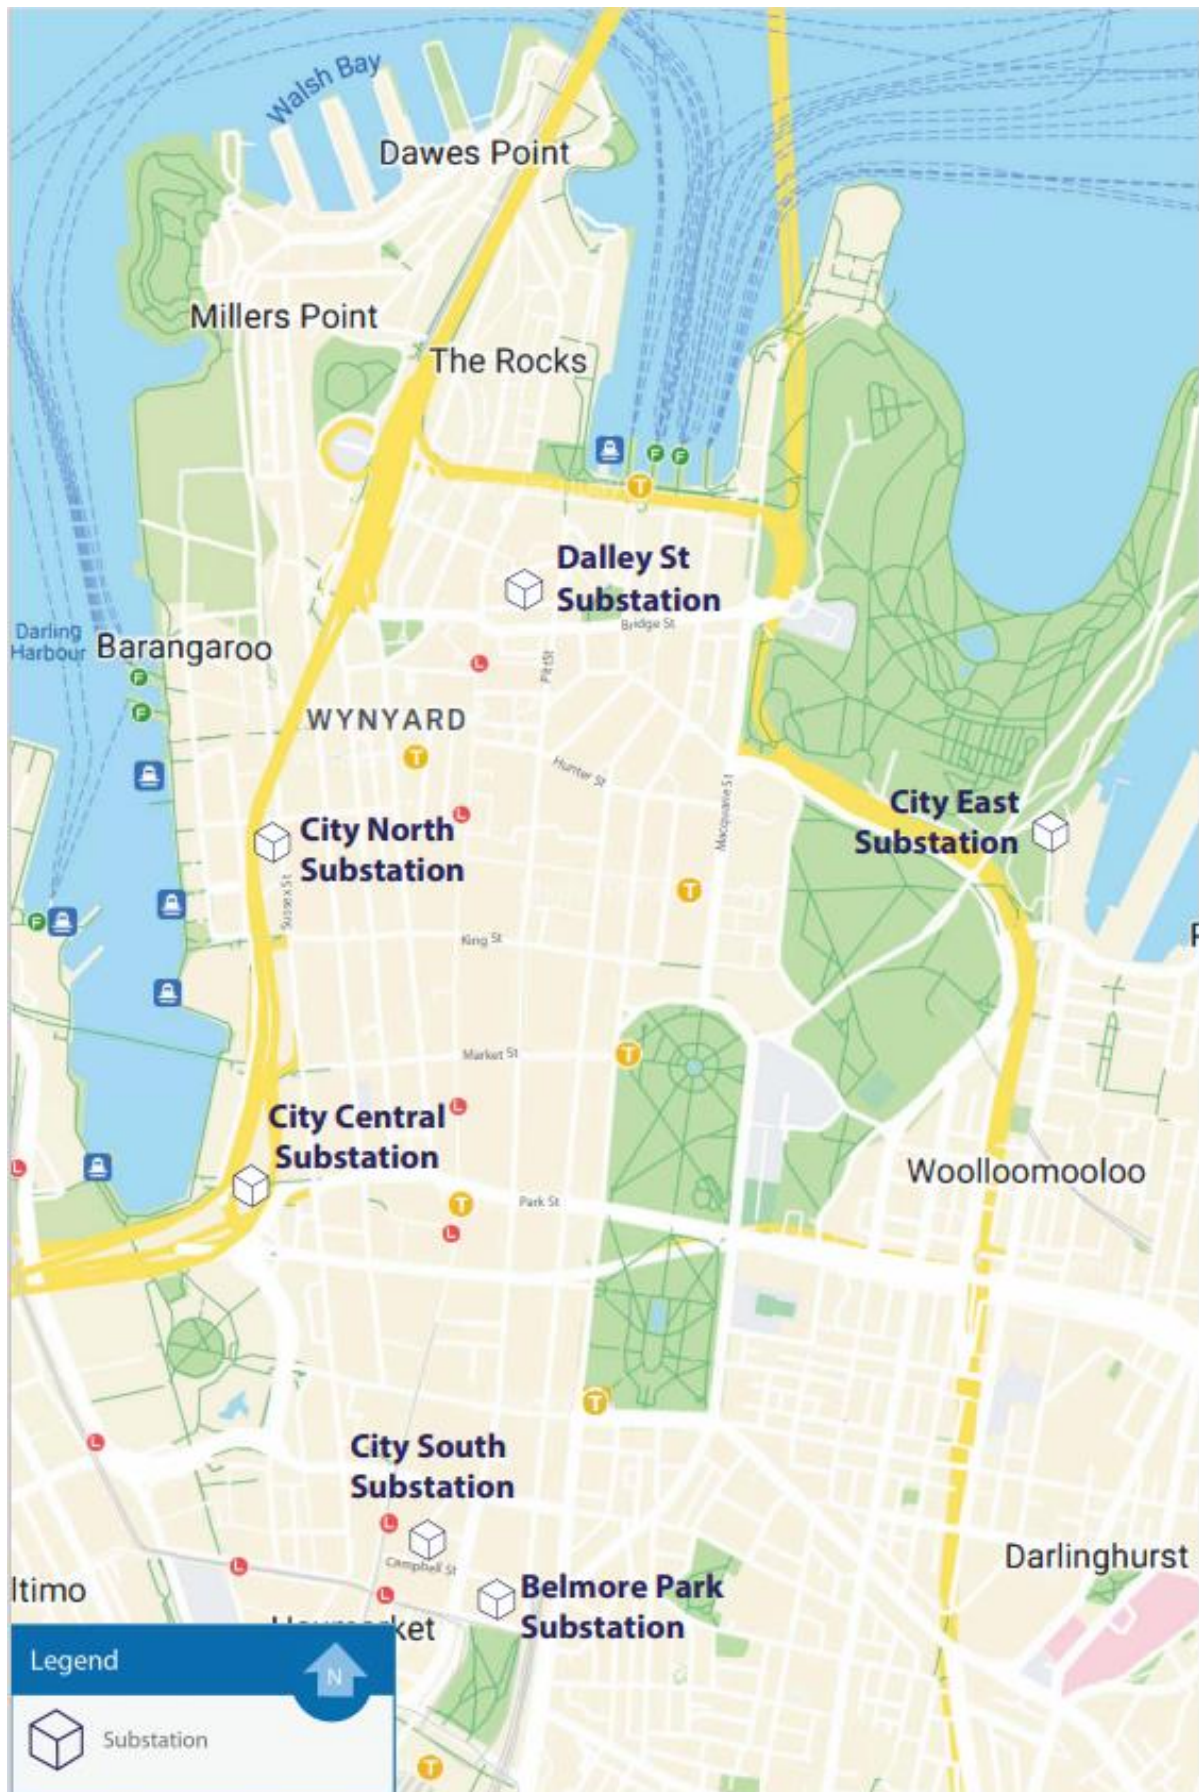 Walsh Bay
Dawes Point
Millers Point
The Rocks
F
F
T
Dalley St
Substation
Bridge St
Darling
Harbour
Barangaroo
Pitt St
L
F
F
WYNYARD
T
Hunter St
Macquarie St
City East
Substation
City North
Substation
L
T
Sussex St
F
King St
Market St
T
City Central
Substation
L
L
Woolloomooloo
Park St
T
L
T
City South
Substation
L
L
Campbell St
L
L
Darlinghurst
ltimo
Belmore Park
Substation
ket
Legend
N
Substation
T